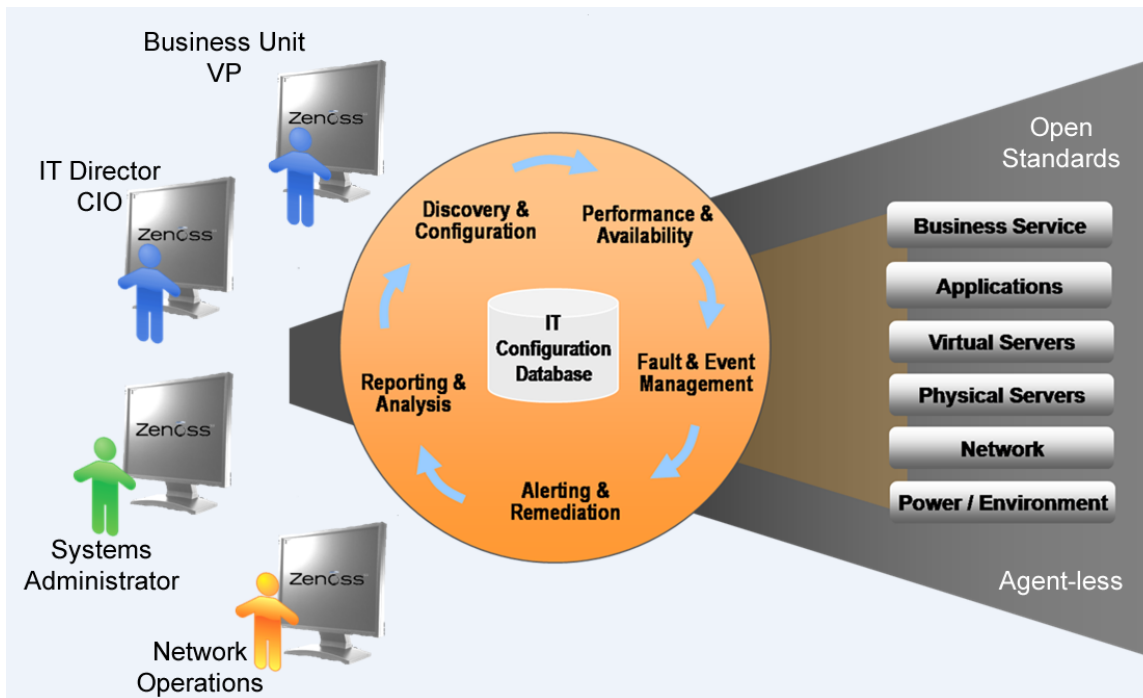 Business Unit
VP
Zenoss
IT Director
CIO
Zenoss
Zenoss
Systems
Administrator
Zenoss
Network
Operations
Discovery &
Configuration
Performance &
Availability
Fault & Event
Management
Alerting &
Remediation
Reporting &
Analysis
IT
Configuration
Database
Open
Standards
Business Service
Applications
Virtual Servers
Physical Servers
Network
Power / Environment
Agent-less